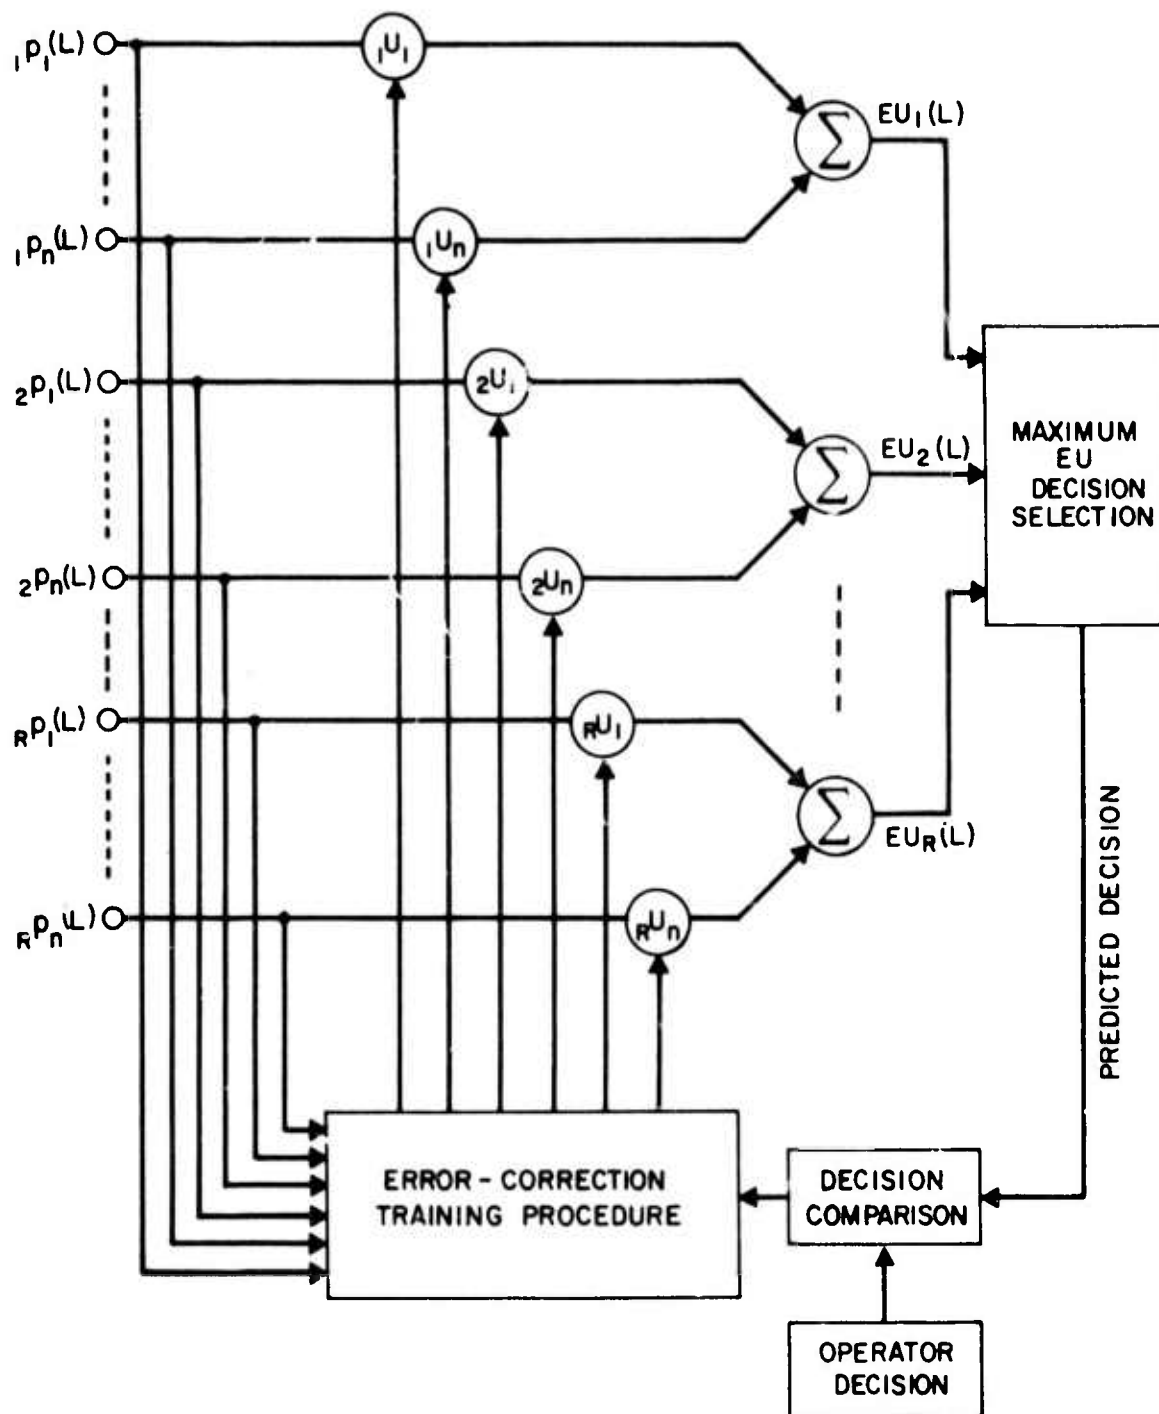 ₁p₁(L)
₁U₁
EU₁(L)
Σ
₁pₙ(L)
₁Uₙ
₂p₁(L)
₂U₁
MAXIMUM
EU
DECISION
SELECTION
EU₂(L)
Σ
₂pₙ(L)
₂Uₙ
ᵣp₁(L)
ᵣU₁
Σ
EUᵣ(L)
PREDICTED DECISION
ᵣpₙ(L)
ᵣUₙ
ERROR-CORRECTION
TRAINING PROCEDURE
DECISION
COMPARISON
OPERATOR
DECISION